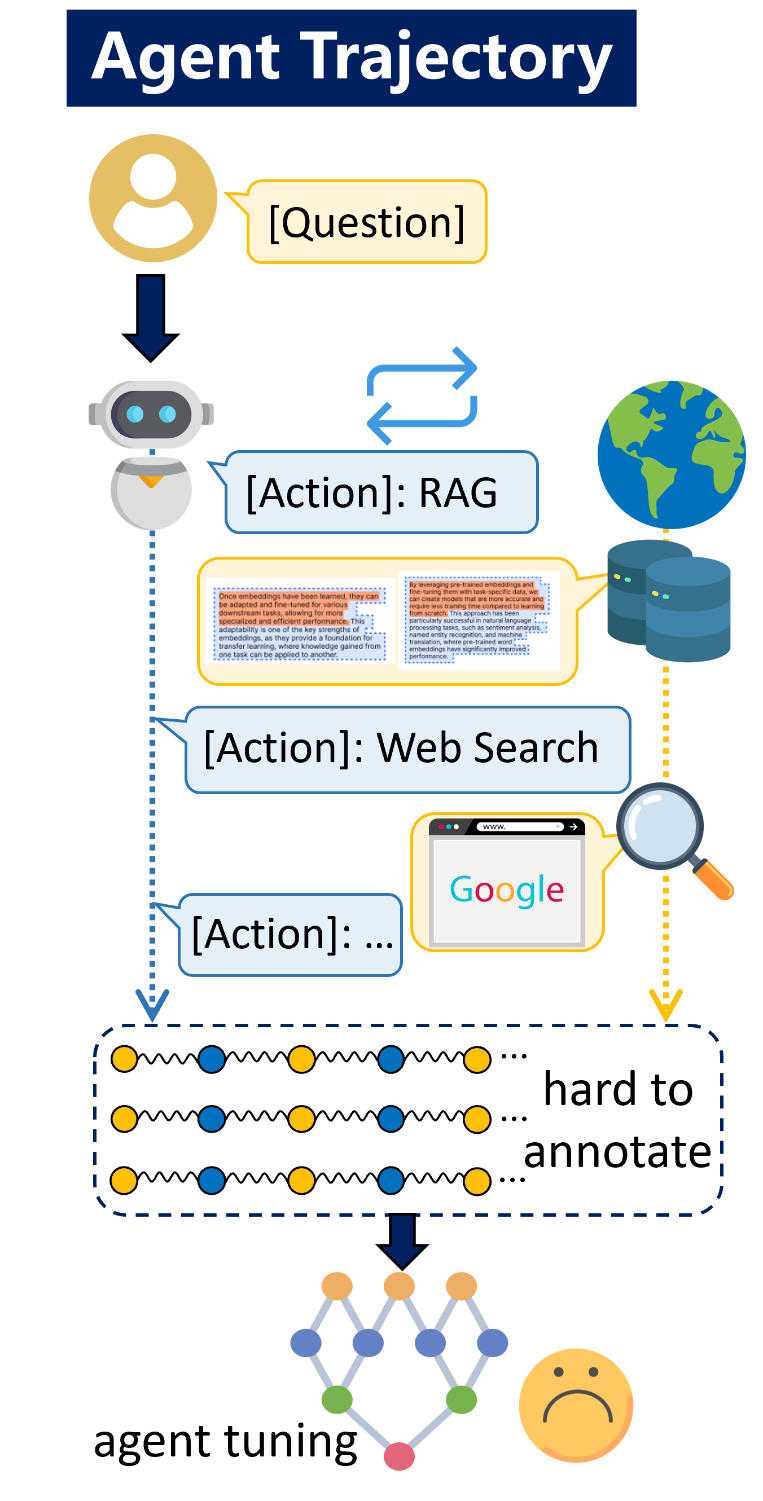 Agent Trajectory
[Question]
[Action]: RAG
Once embeddings have been learned, they can
be adapted and fine-tuned for various
downstream tasks, allowing for more
specialized and efficient performance. This
adaptability is one of the key strengths of
embeddings, as they provide a foundation for
transfer learning, where knowledge gained from
one task can be applied to another.
By leveraging pre-trained embeddings and
fine-tuning them with task-specific data, we
can create models that are more accurate and
require less training time compared to learning
from scratch. This approach has been
particularly successful in natural language
processing tasks, such as sentiment analysis,
named entity recognition, and machine
translation, where pre-trained word
embeddings have significantly improved
performance.
[Action]: Web Search
www.
Google
[Action]: ...
...
hard to
...
annotate
...
agent tuning